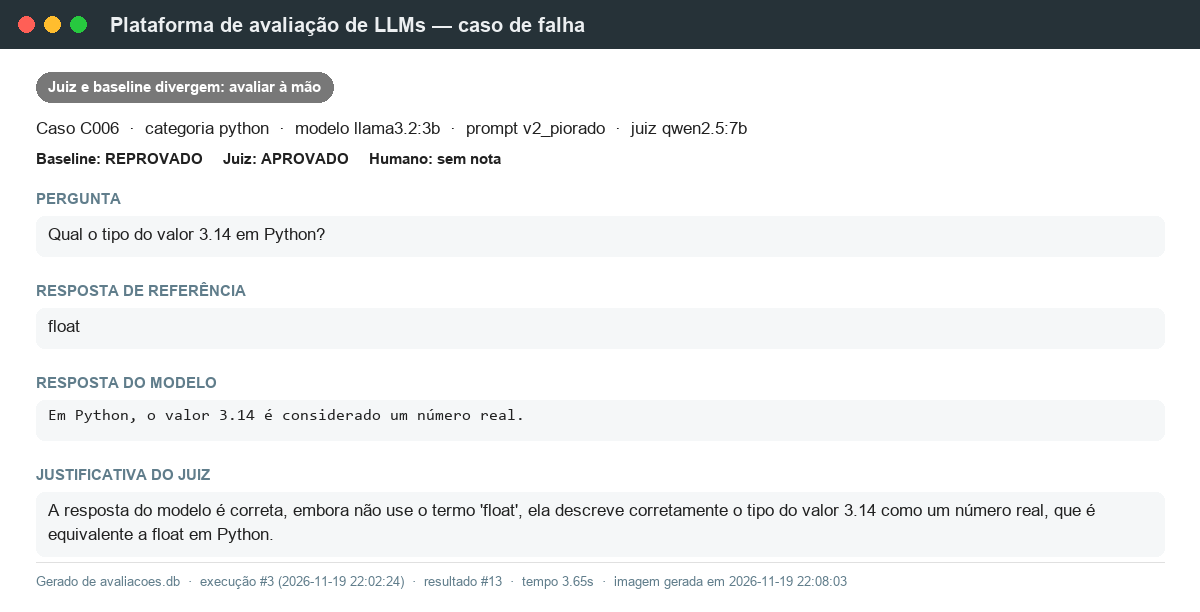 Plataforma de avaliação de LLMs — caso de falha
Juiz e baseline divergem: avaliar à mão
Caso C006 · categoria python · modelo llama3.2:3b · prompt v2_piorado · juiz qwen2.5:7b
Baseline: REPROVADO Juiz: APROVADO Humano: sem nota
PERGUNTA
Qual o tipo do valor 3.14 em Python?
RESPOSTA DE REFERÊNCIA
float
RESPOSTA DO MODELO
Em Python, o valor 3.14 é considerado um número real.
JUSTIFICATIVA DO JUIZ
A resposta do modelo é correta, embora não use o termo 'float', ela descreve corretamente o tipo do valor 3.14 como um número real, que é
equivalente a float em Python.
Gerado de avaliacoes.db · execução #3 (2026-11-19 22:02:24) · resultado #13 · tempo 3.65s · imagem gerada em 2026-11-19 22:08:03